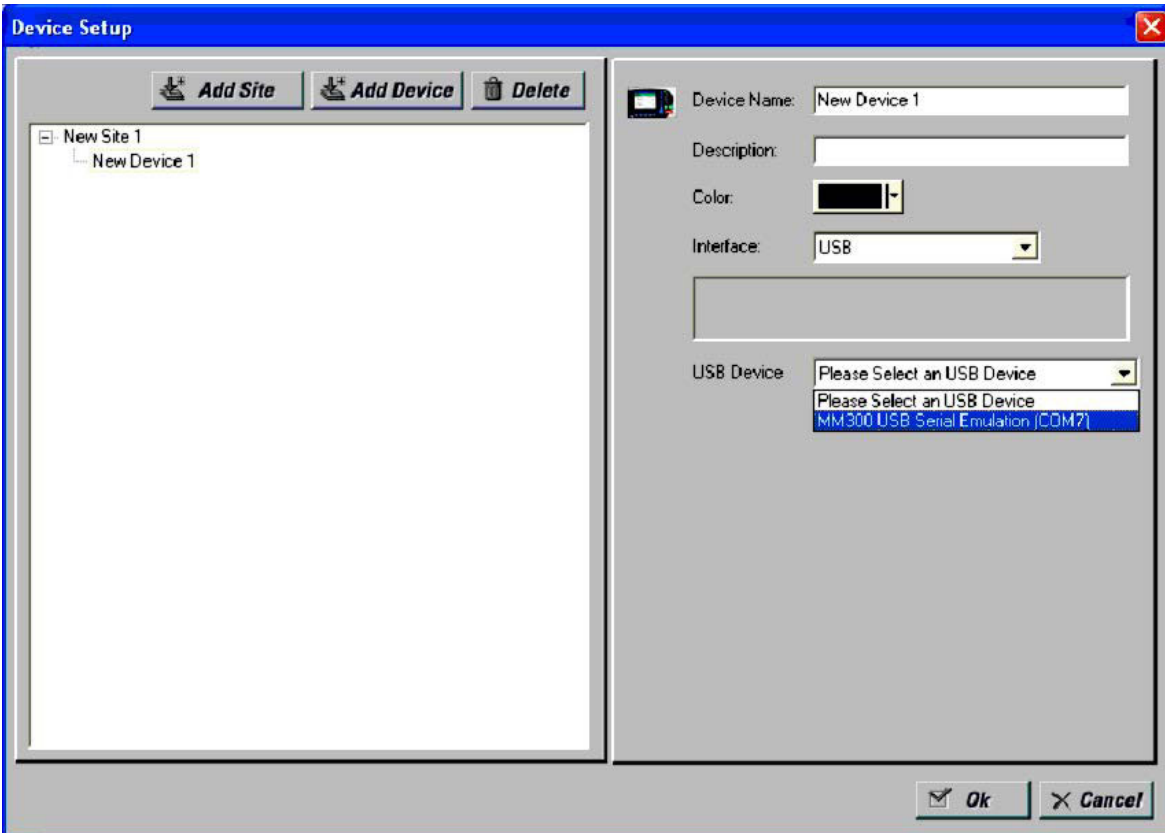 Device Setup
Add Site
Add Device
Delete
New Site 1
New Device 1
Device Name:
New Device 1
Description:
Color:
Interface:
USB
USB Device
Please Select an USB Device
Please Select an USB Device
MM300 USB Serial Emulation (COM7)
Ok
Cancel